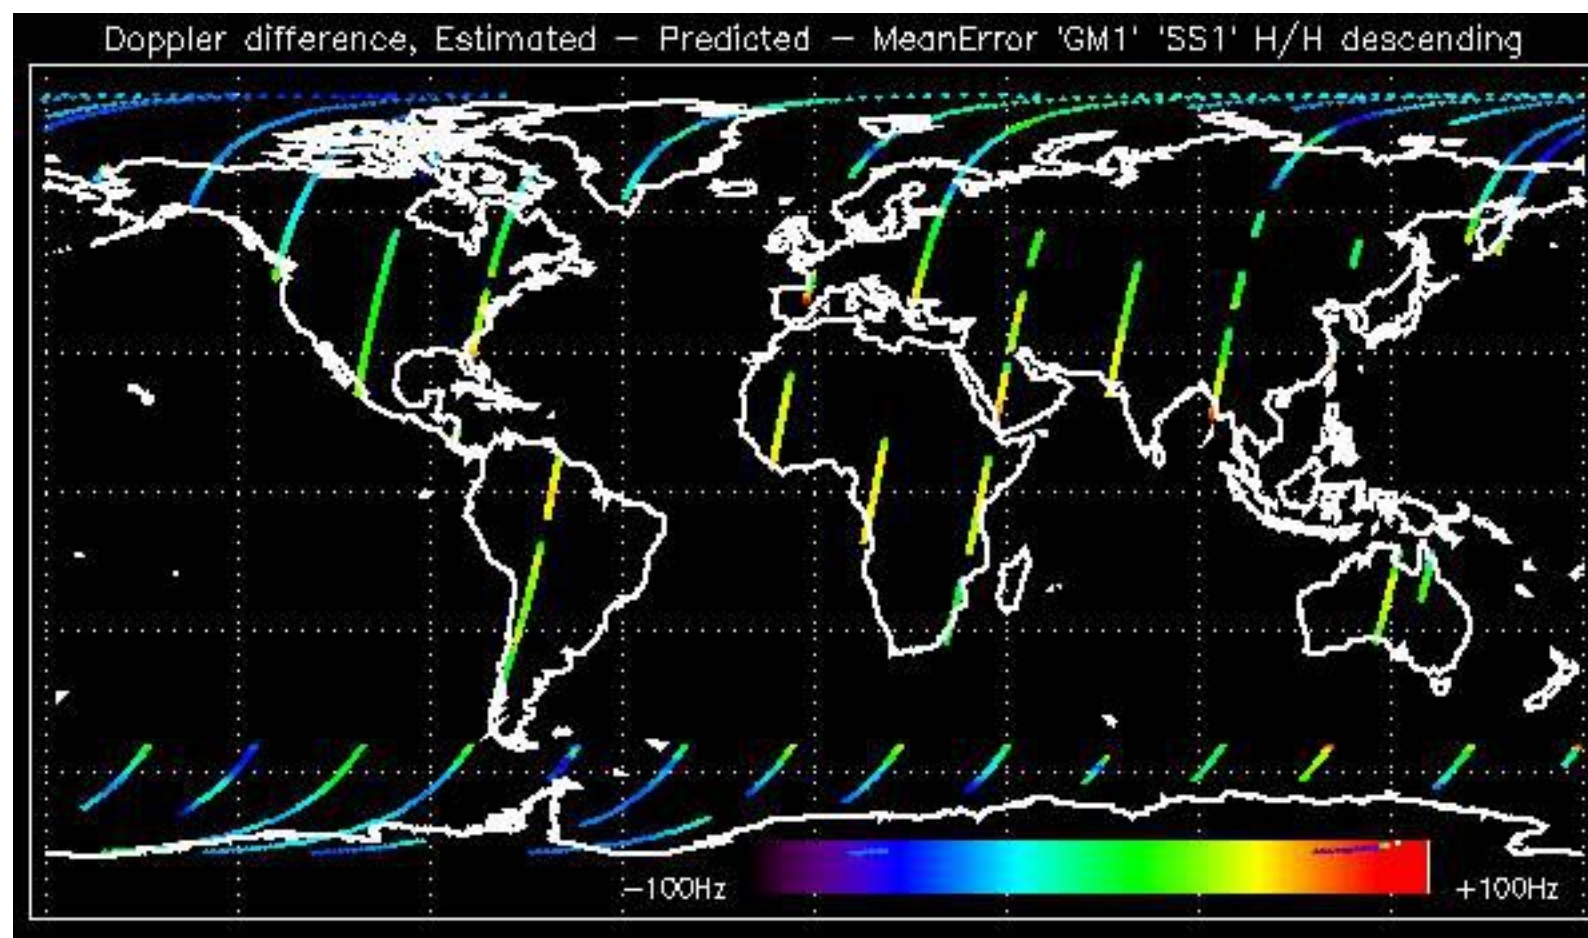 Doppler difference, Estimated - Predicted - MeanError 'GM1' 'SS1' H/H descending
-100Hz
+100Hz